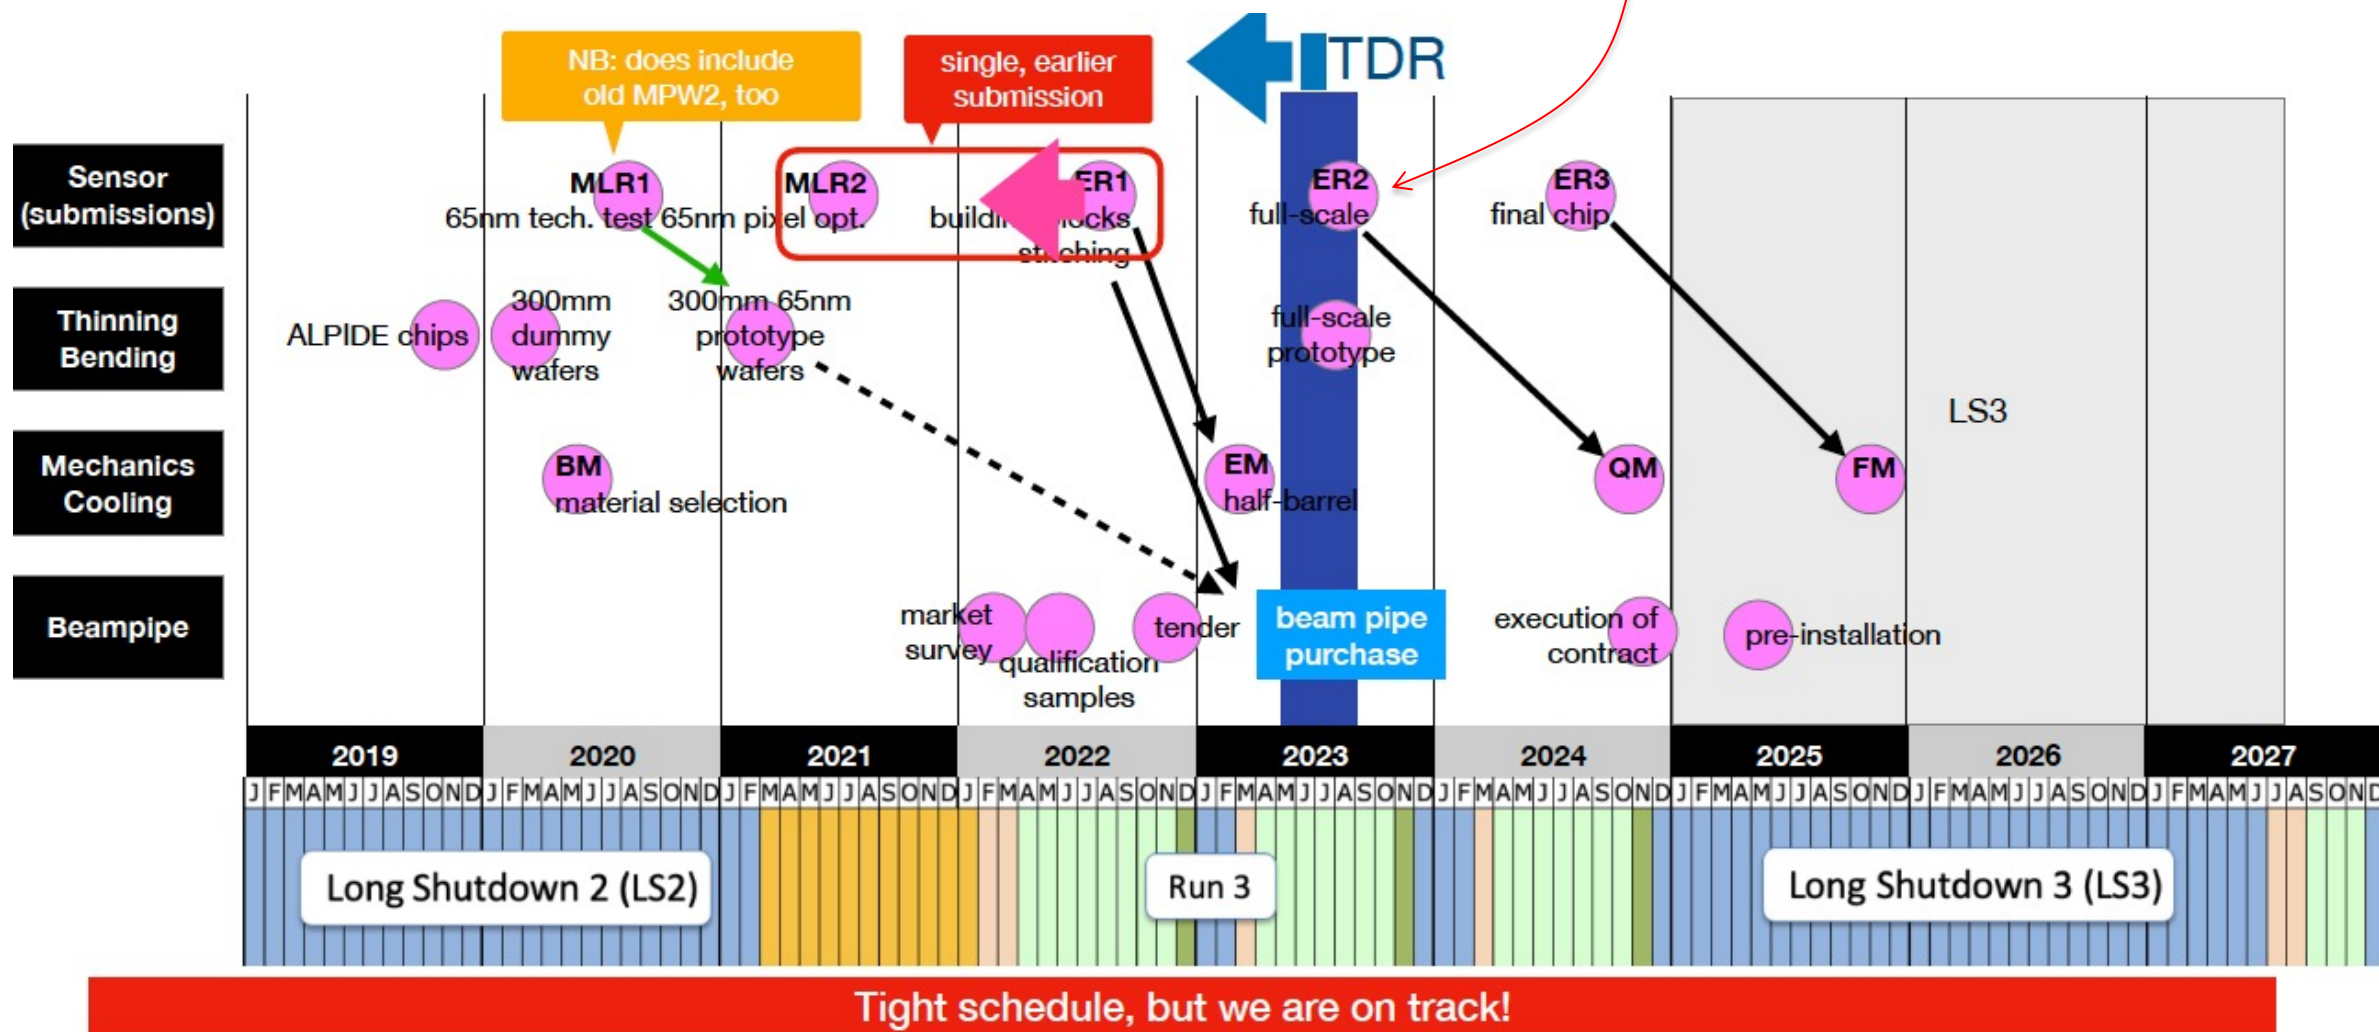 NB: does include
old MPW2, too
single, earlier
submission
TDR
Sensor
(submissions)
MLR1
65nm tech. test
MLR2
65nm pixel opt.
ER1
building blocks
stitching
ER2
full-scale
ER3
final chip
Thinning
Bending
ALPIDE chips
300mm
dummy
wafers
300mm 65nm
prototype
wafers
full-scale
prototype
LS3
Mechanics
Cooling
BM
material selection
EM
half-barrel
QM
FM
Beampipe
market
survey
qualification
samples
tender
beam pipe
purchase
execution of
contract
pre-installation
2019 2020 2021 2022 2023 2024 2025 2026 2027
J F M A M J J A S O N D J F M A M J J A S O N D J F M A M J J A S O N D J F M A M J J A S O N D J F M A M J J A S O N D J F M A M J J A S O N D J F M A M J J A S O N D J F M A M J J A S O N D J F M A M J J A S O N D
Long Shutdown 2 (LS2)
Run 3
Long Shutdown 3 (LS3)
Tight schedule, but we are on track!